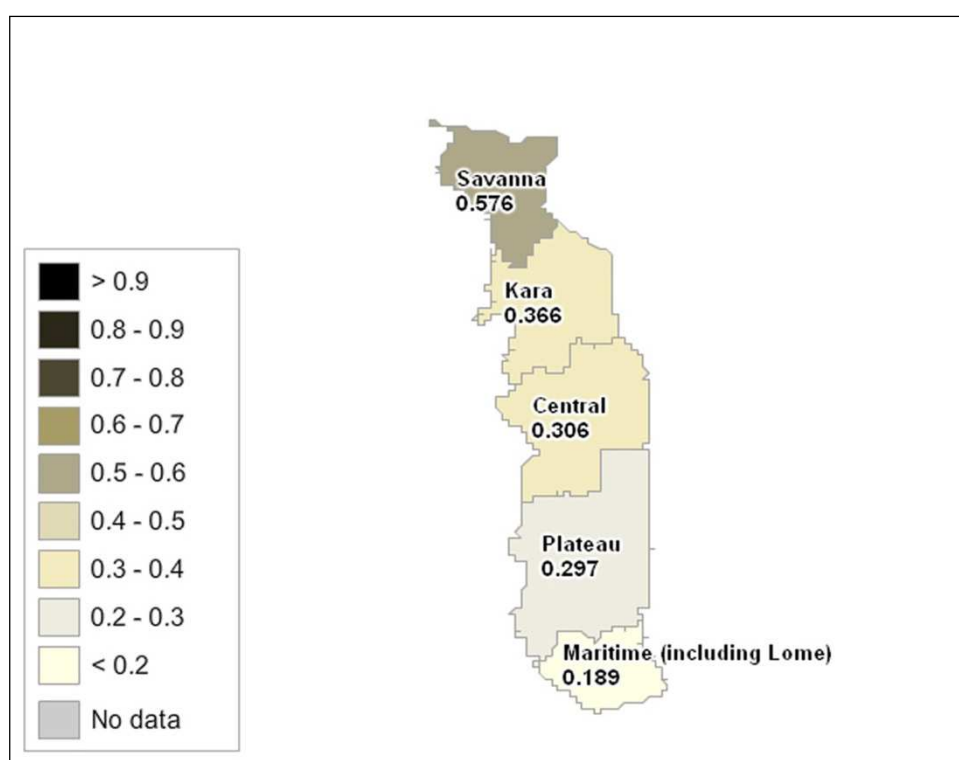 Savanna
0.576
Kara
0.366
Central
0.306
Plateau
0.297
Maritime (including Lome)
0.189
> 0.9
0.8 - 0.9
0.7 - 0.8
0.6 - 0.7
0.5 - 0.6
0.4 - 0.5
0.3 - 0.4
0.2 - 0.3
< 0.2
No data